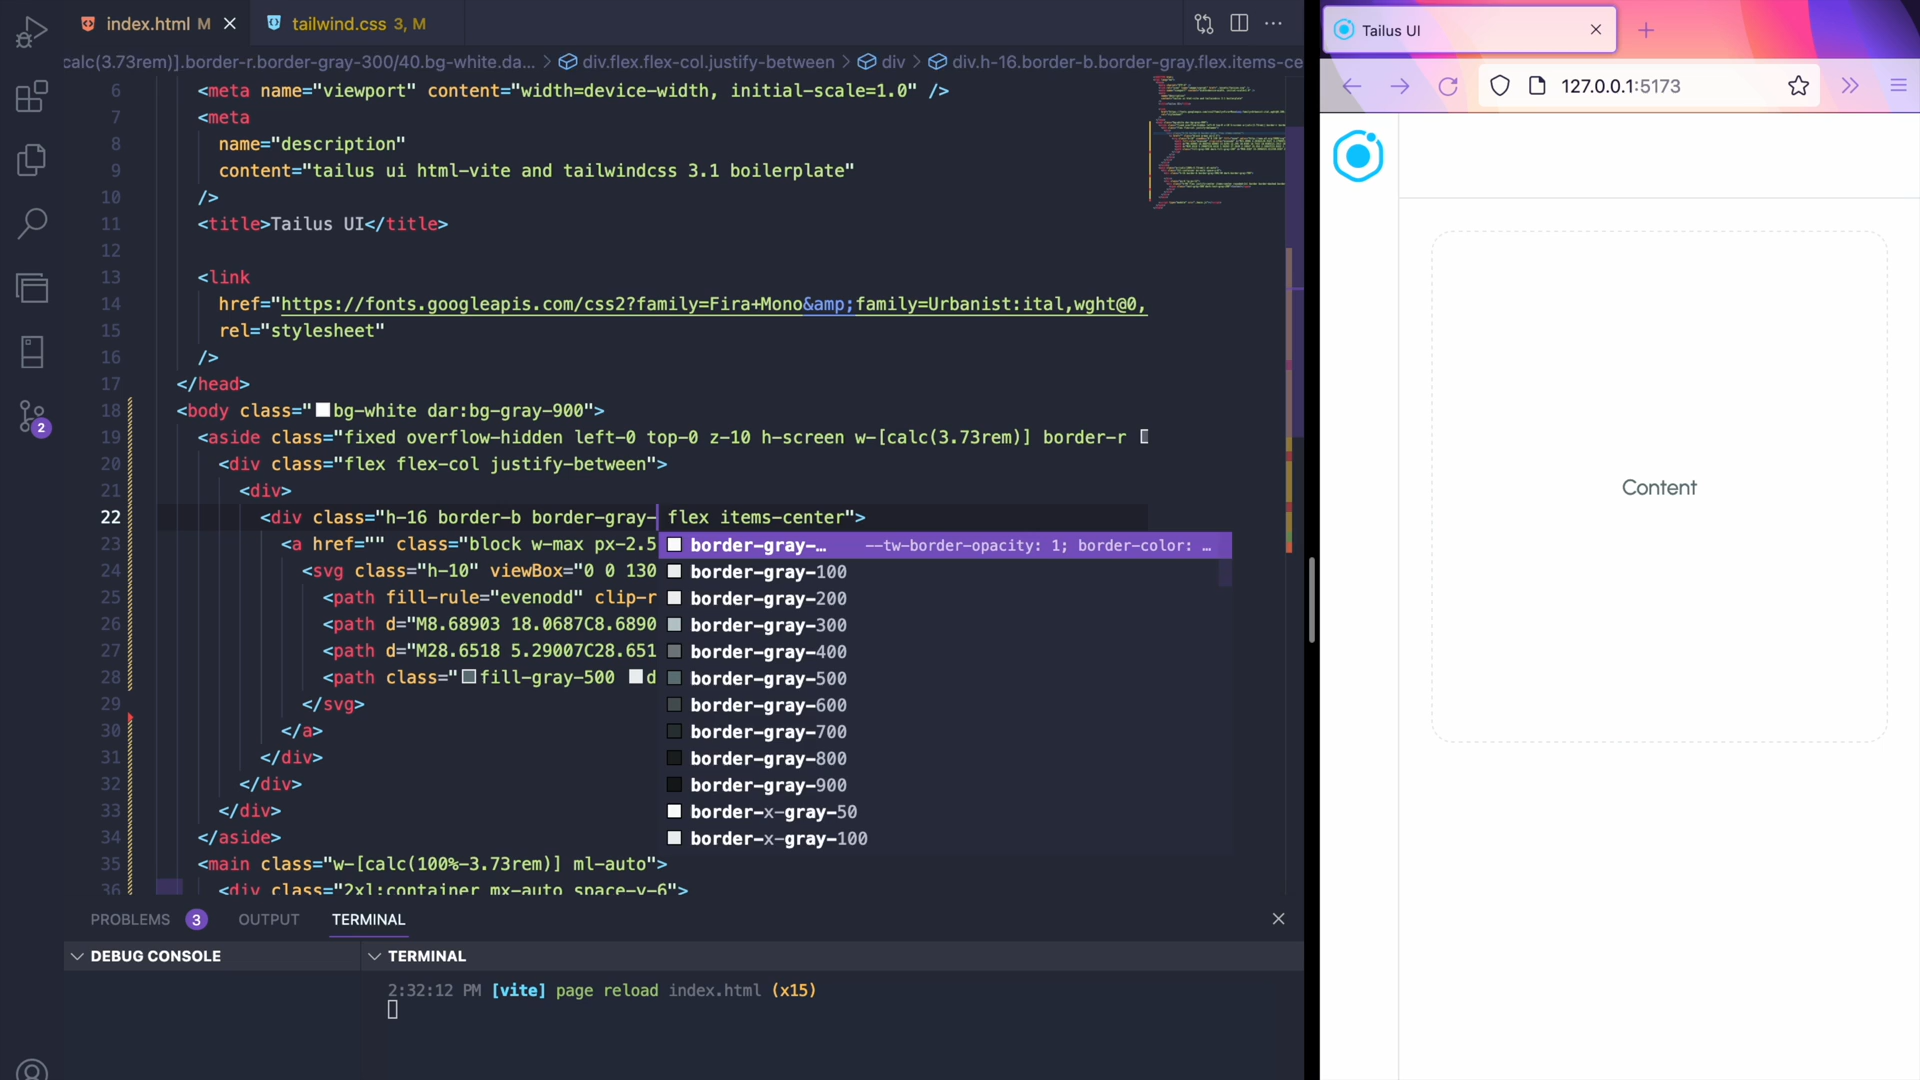 index.html M
tailwind.css 3, M
calc(3.73rem)].border-r.border-gray-300/40.bg-white.da... > div.flex.flex-col.justify-between > div > div.h-16.border-b.border-gray.flex.items-ce
6 <meta name="viewport" content="width=device-width, initial-scale=1.0" />
7 <meta
8 name="description"
9 content="tailus ui html-vite and tailwindcss 3.1 boilerplate"
10 />
11 <title>Tailus UI</title>
12
13 <link
14 href="https://fonts.googleapis.com/css2?family=Fira+Mono&amp;family=Urbanist:ital,wght@0,
15 rel="stylesheet"
16 />
17 </head>
18 <body class="bg-white dar:bg-gray-900">
19 <aside class="fixed overflow-hidden left-0 top-0 z-10 h-screen w-[calc(3.73rem)] border-r
20 <div class="flex flex-col justify-between">
21 <div>
22 <div class="h-16 border-b border-gray- flex items-center">
23 <a href="" class="block w-max px-2.5
24 <svg class="h-10" viewBox="0 0 130
25 <path fill-rule="evenodd" clip-r
26 <path d="M8.68903 18.0687C8.6890
27 <path d="M28.6518 5.29007C28.651
28 <path class="fill-gray-500 d
29 </svg>
30 </a>
31 </div>
32 </div>
33 </div>
34 </aside>
35 <main class="w-[calc(100%-3.73rem)] ml-auto">
36 <div class="2xl:container mx-auto space-y-6">
border-gray-… --tw-border-opacity: 1; border-color: …
border-gray-100
border-gray-200
border-gray-300
border-gray-400
border-gray-500
border-gray-600
border-gray-700
border-gray-800
border-gray-900
border-x-gray-50
border-x-gray-100
2
PROBLEMS 3 OUTPUT TERMINAL
DEBUG CONSOLE
TERMINAL
2:32:12 PM [vite] page reload index.html (x15)
Tailus UI
127.0.0.1:5173
Content